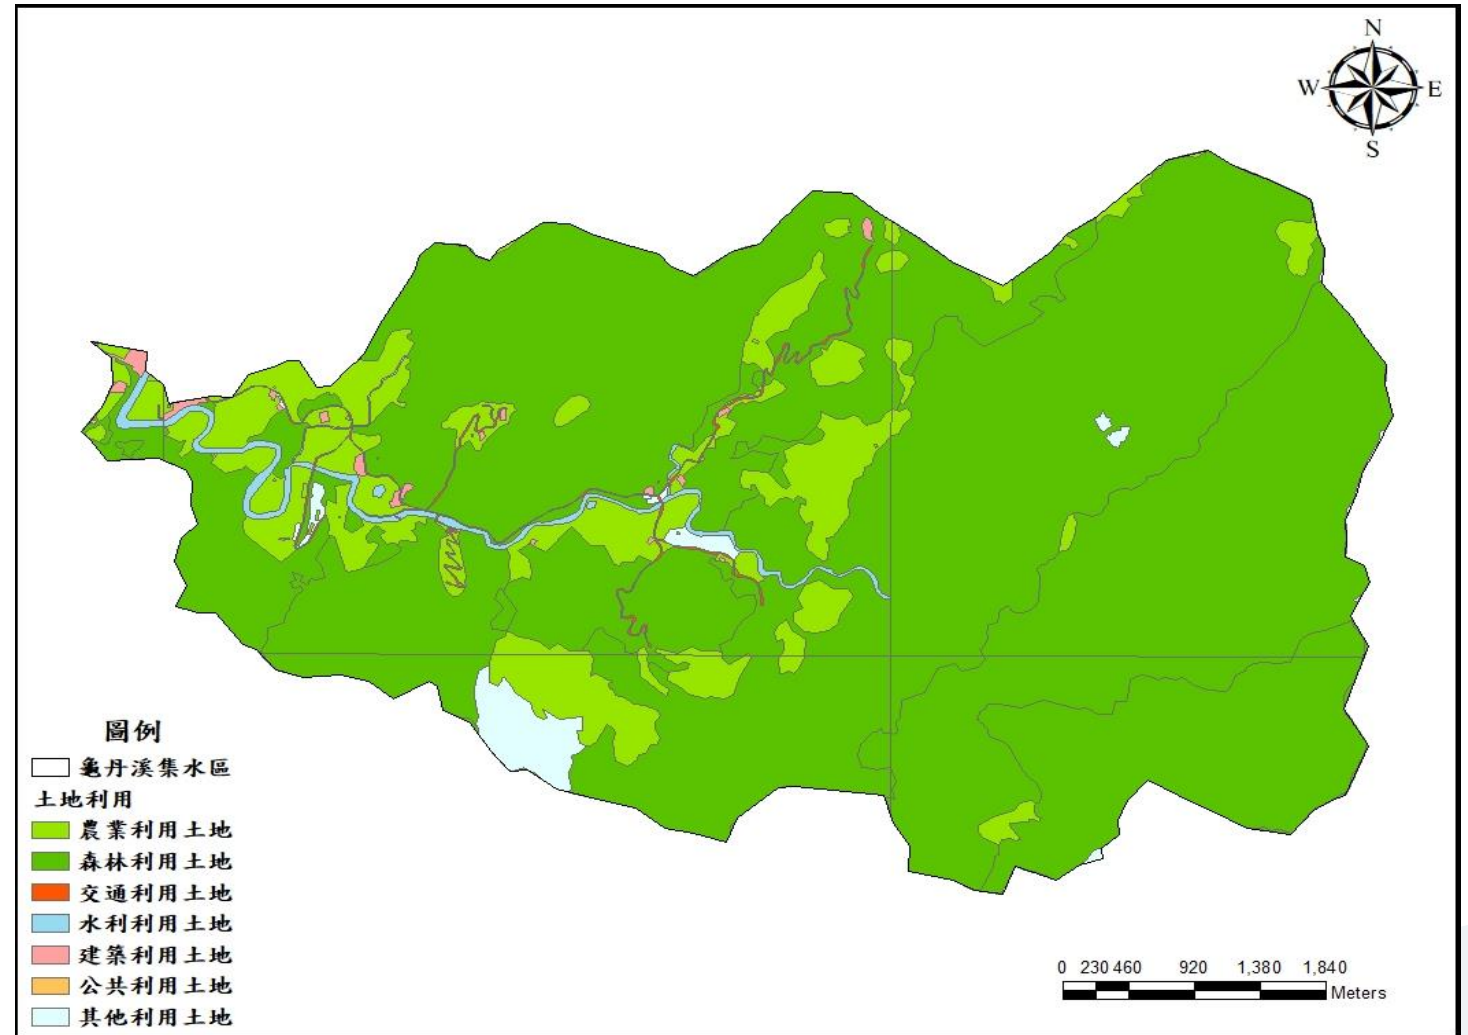 N
W E
S
圖例
龜丹溪集水區
土地利用
農業利用土地
森林利用土地
交通利用土地
水利利用土地
建築利用土地
公共利用土地
其他利用土地
0 230 460 920 1,380 1,840
Meters